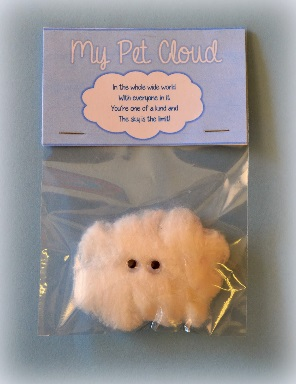 My Pet Cloud
In the whole wide world
With everyone in it
You're one of a kind and
The sky is the limit!